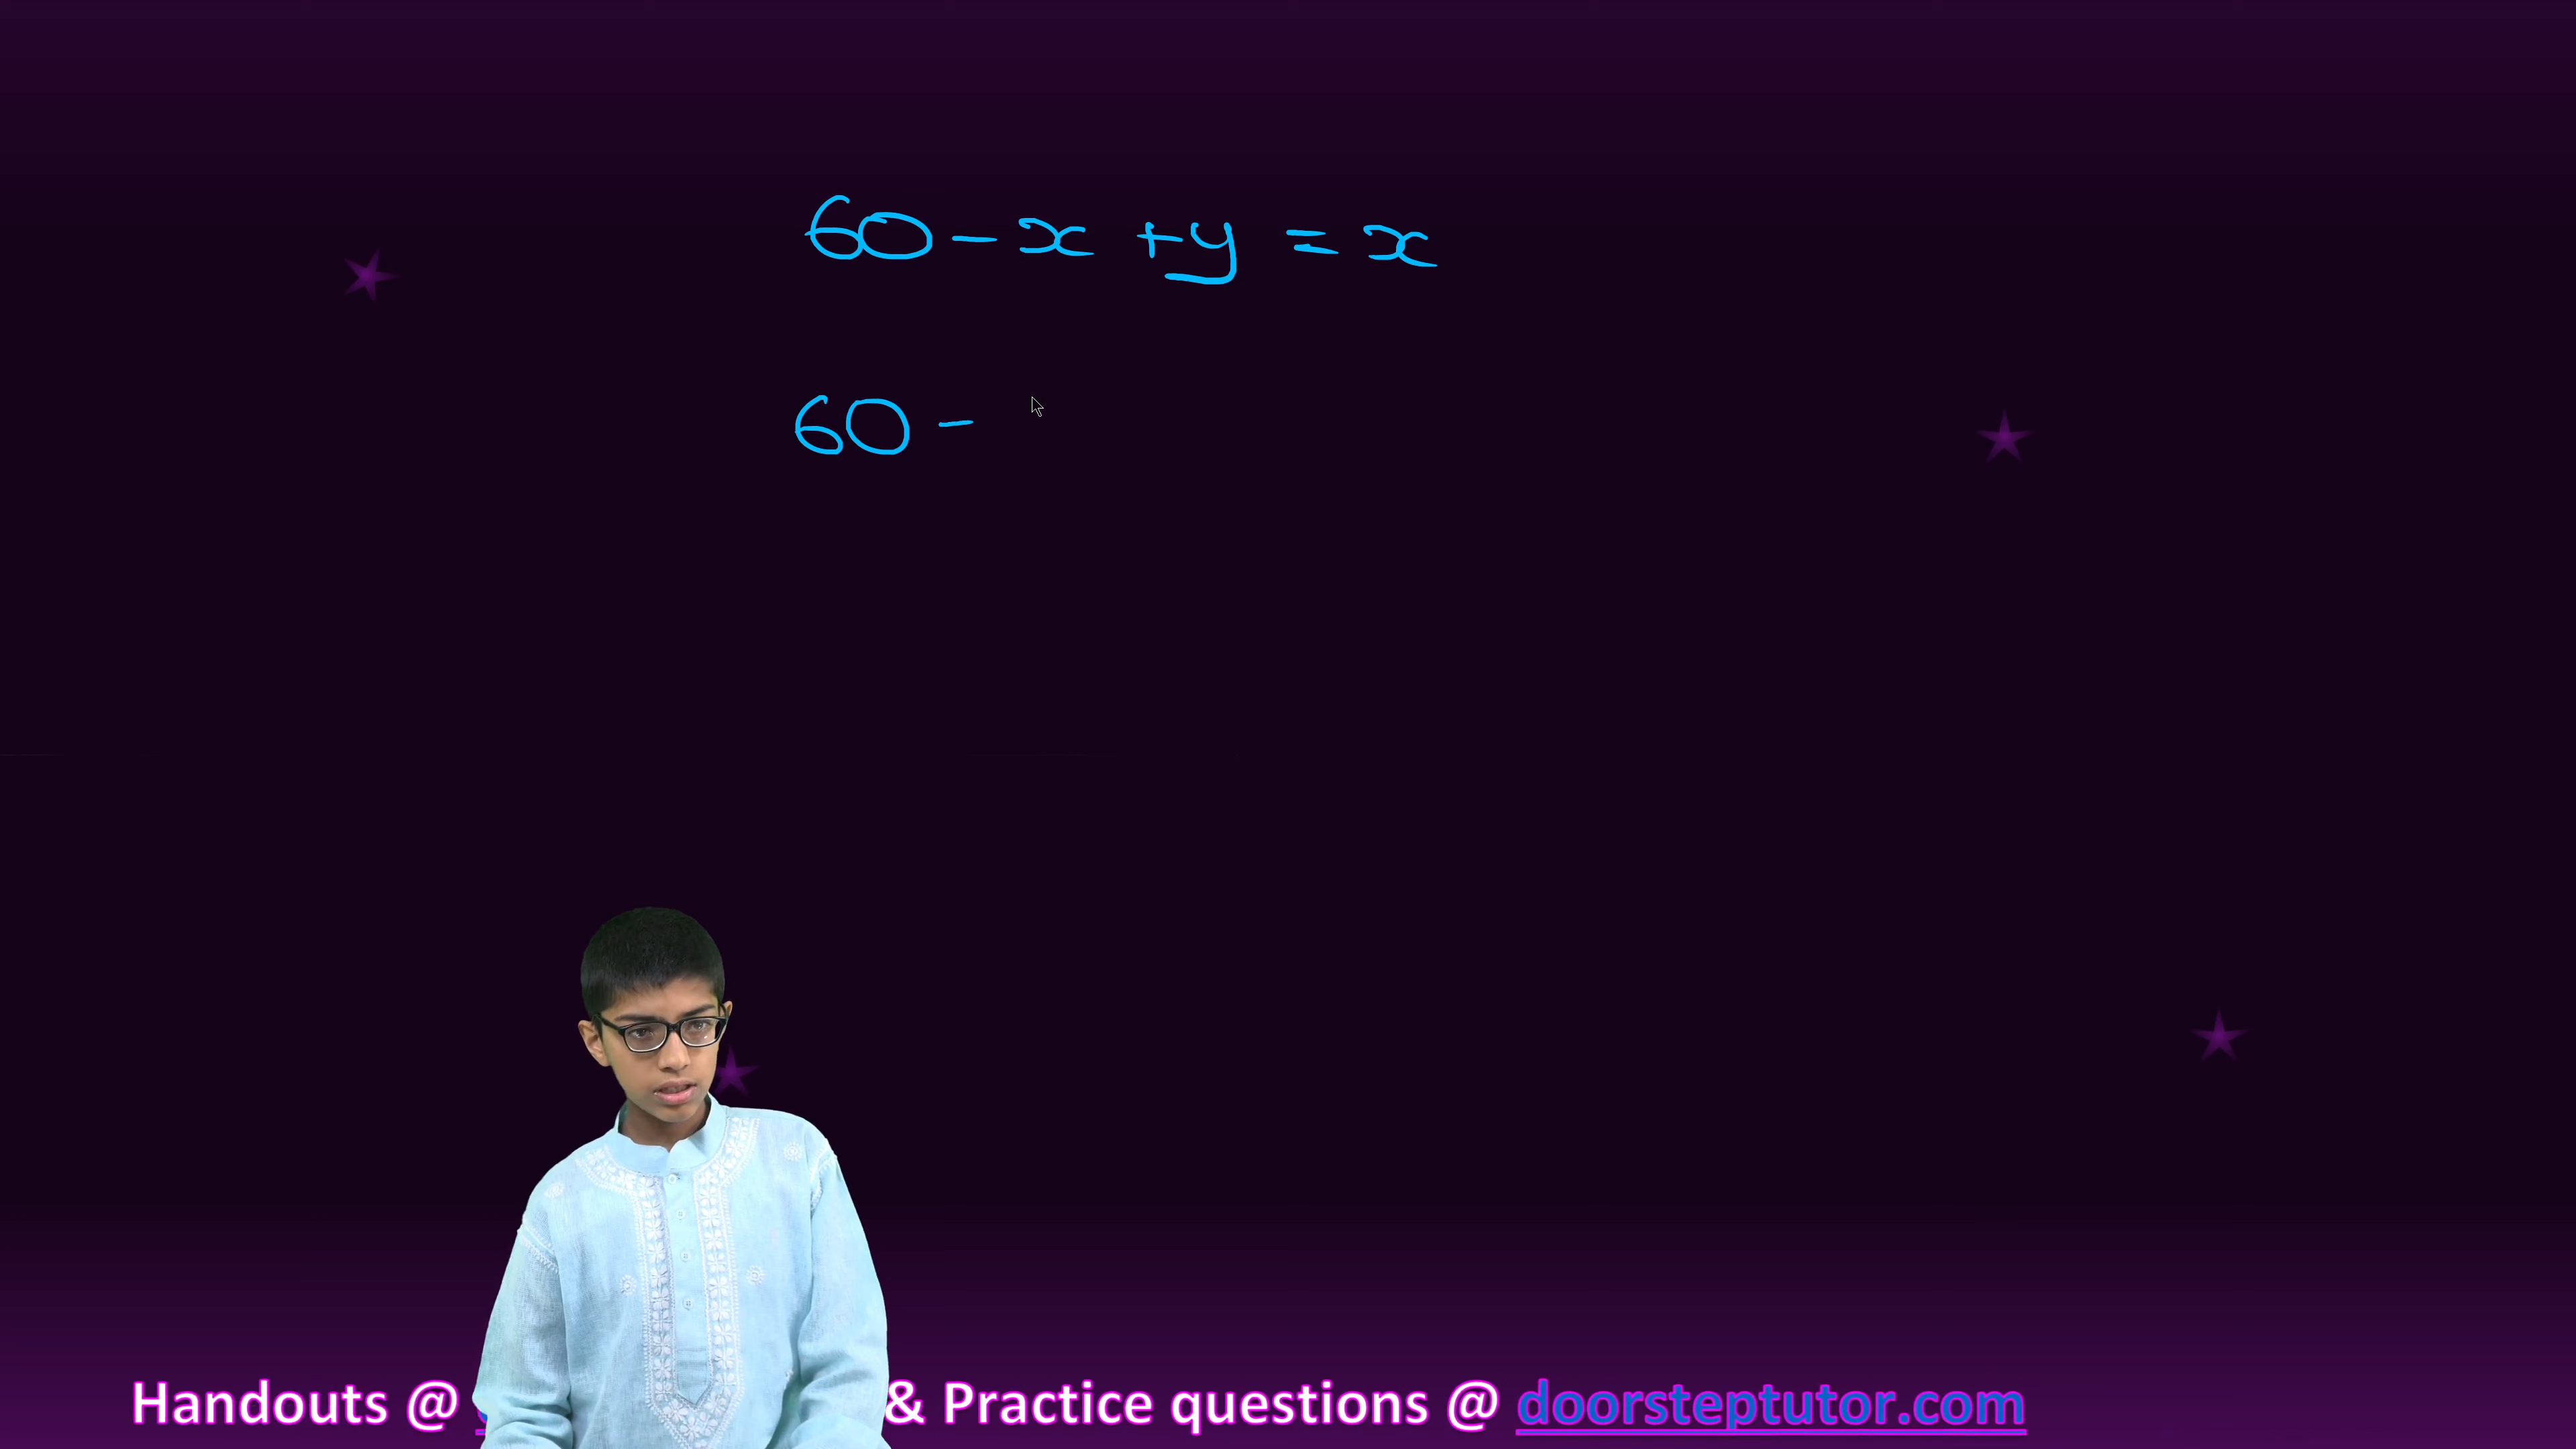 60 - x + y = x
60 -
Handouts @ & Practice questions @ doorsteptutor.com